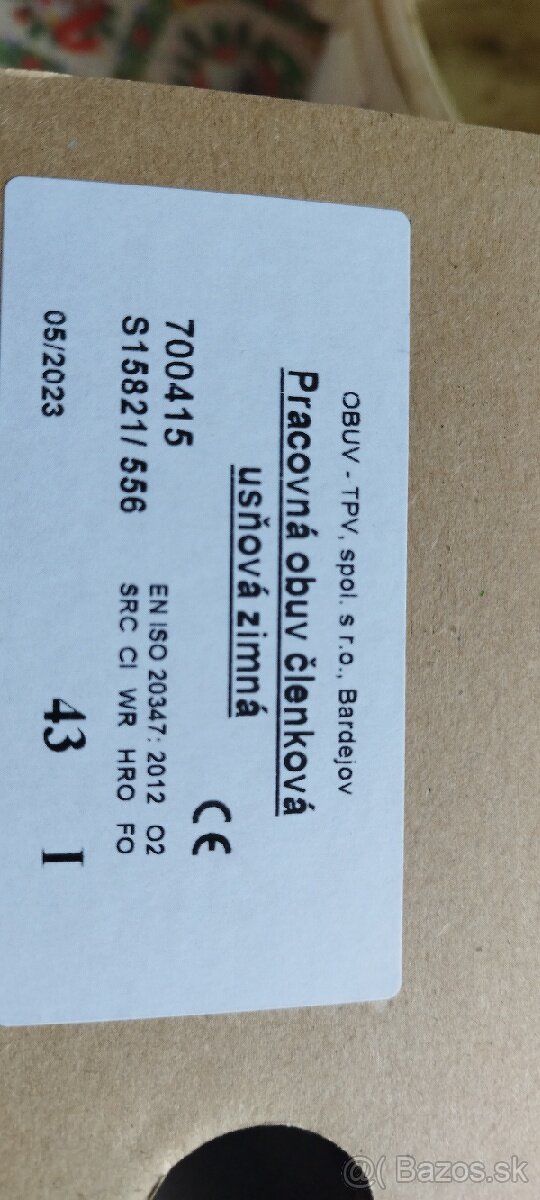 OBUV - TPV, spol. s r.o., Bardejov
Pracovná obuv členková
usňová zimná
CE
700415 EN ISO 20347: 2012 O2
S15821/ 556 SRC CI WR HRO FO
05/2023 43 I
Bazos.sk